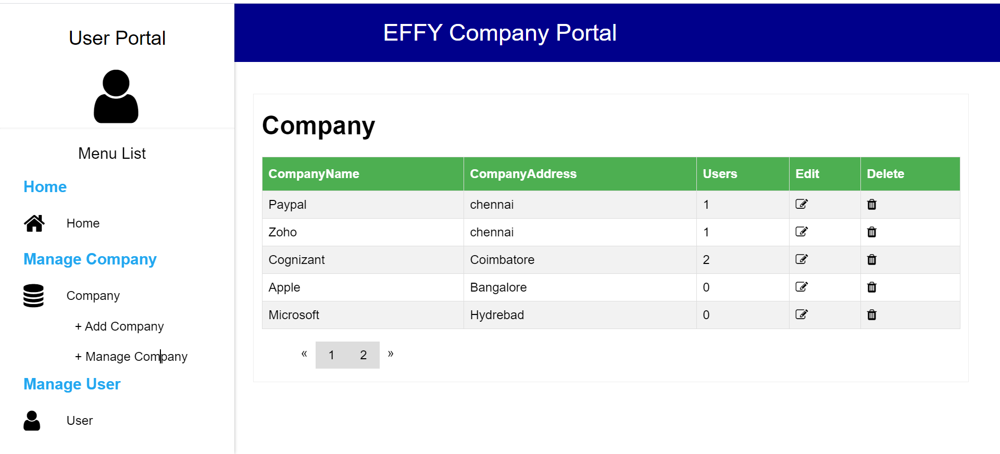 User Portal
EFFY Company Portal
Menu List
Home
Home
Manage Company
Company
+ Add Company
+ Manage Company
Manage User
User
Company
CompanyName CompanyAddress Users Edit Delete
Paypal chennai 1
Zoho chennai 1
Cognizant Coimbatore 2
Apple Bangalore 0
Microsoft Hydrebad 0
« 1 2 »